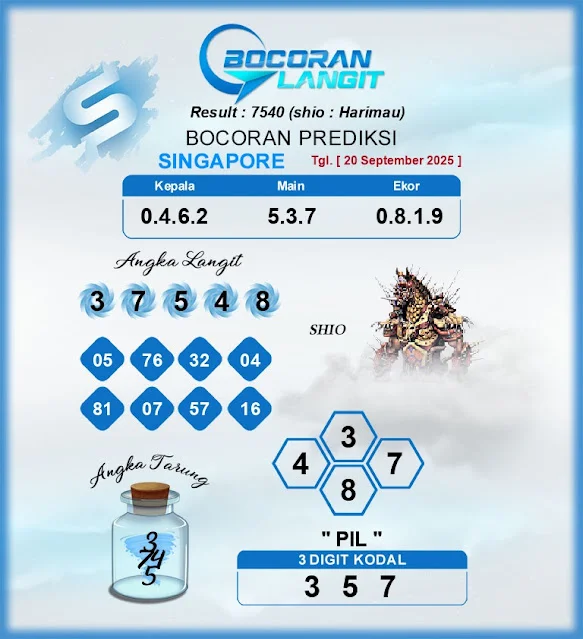 BOCORAN
LANGIT
Result : 7540 (shio : Harimau)
BOCORAN PREDIKSI
SINGAPORE Tgl. [ 20 September 2025 ]
Kepala Main Ekor
0.4.6.2 5.3.7 0.8.1.9
Angka Langit
3 7 5 4 8
SHIO
05 76 32 04
81 07 57 16
3
4 7
8
Angka Tarung
3
74
5
" PIL "
3 DIGIT KODAL
3 5 7